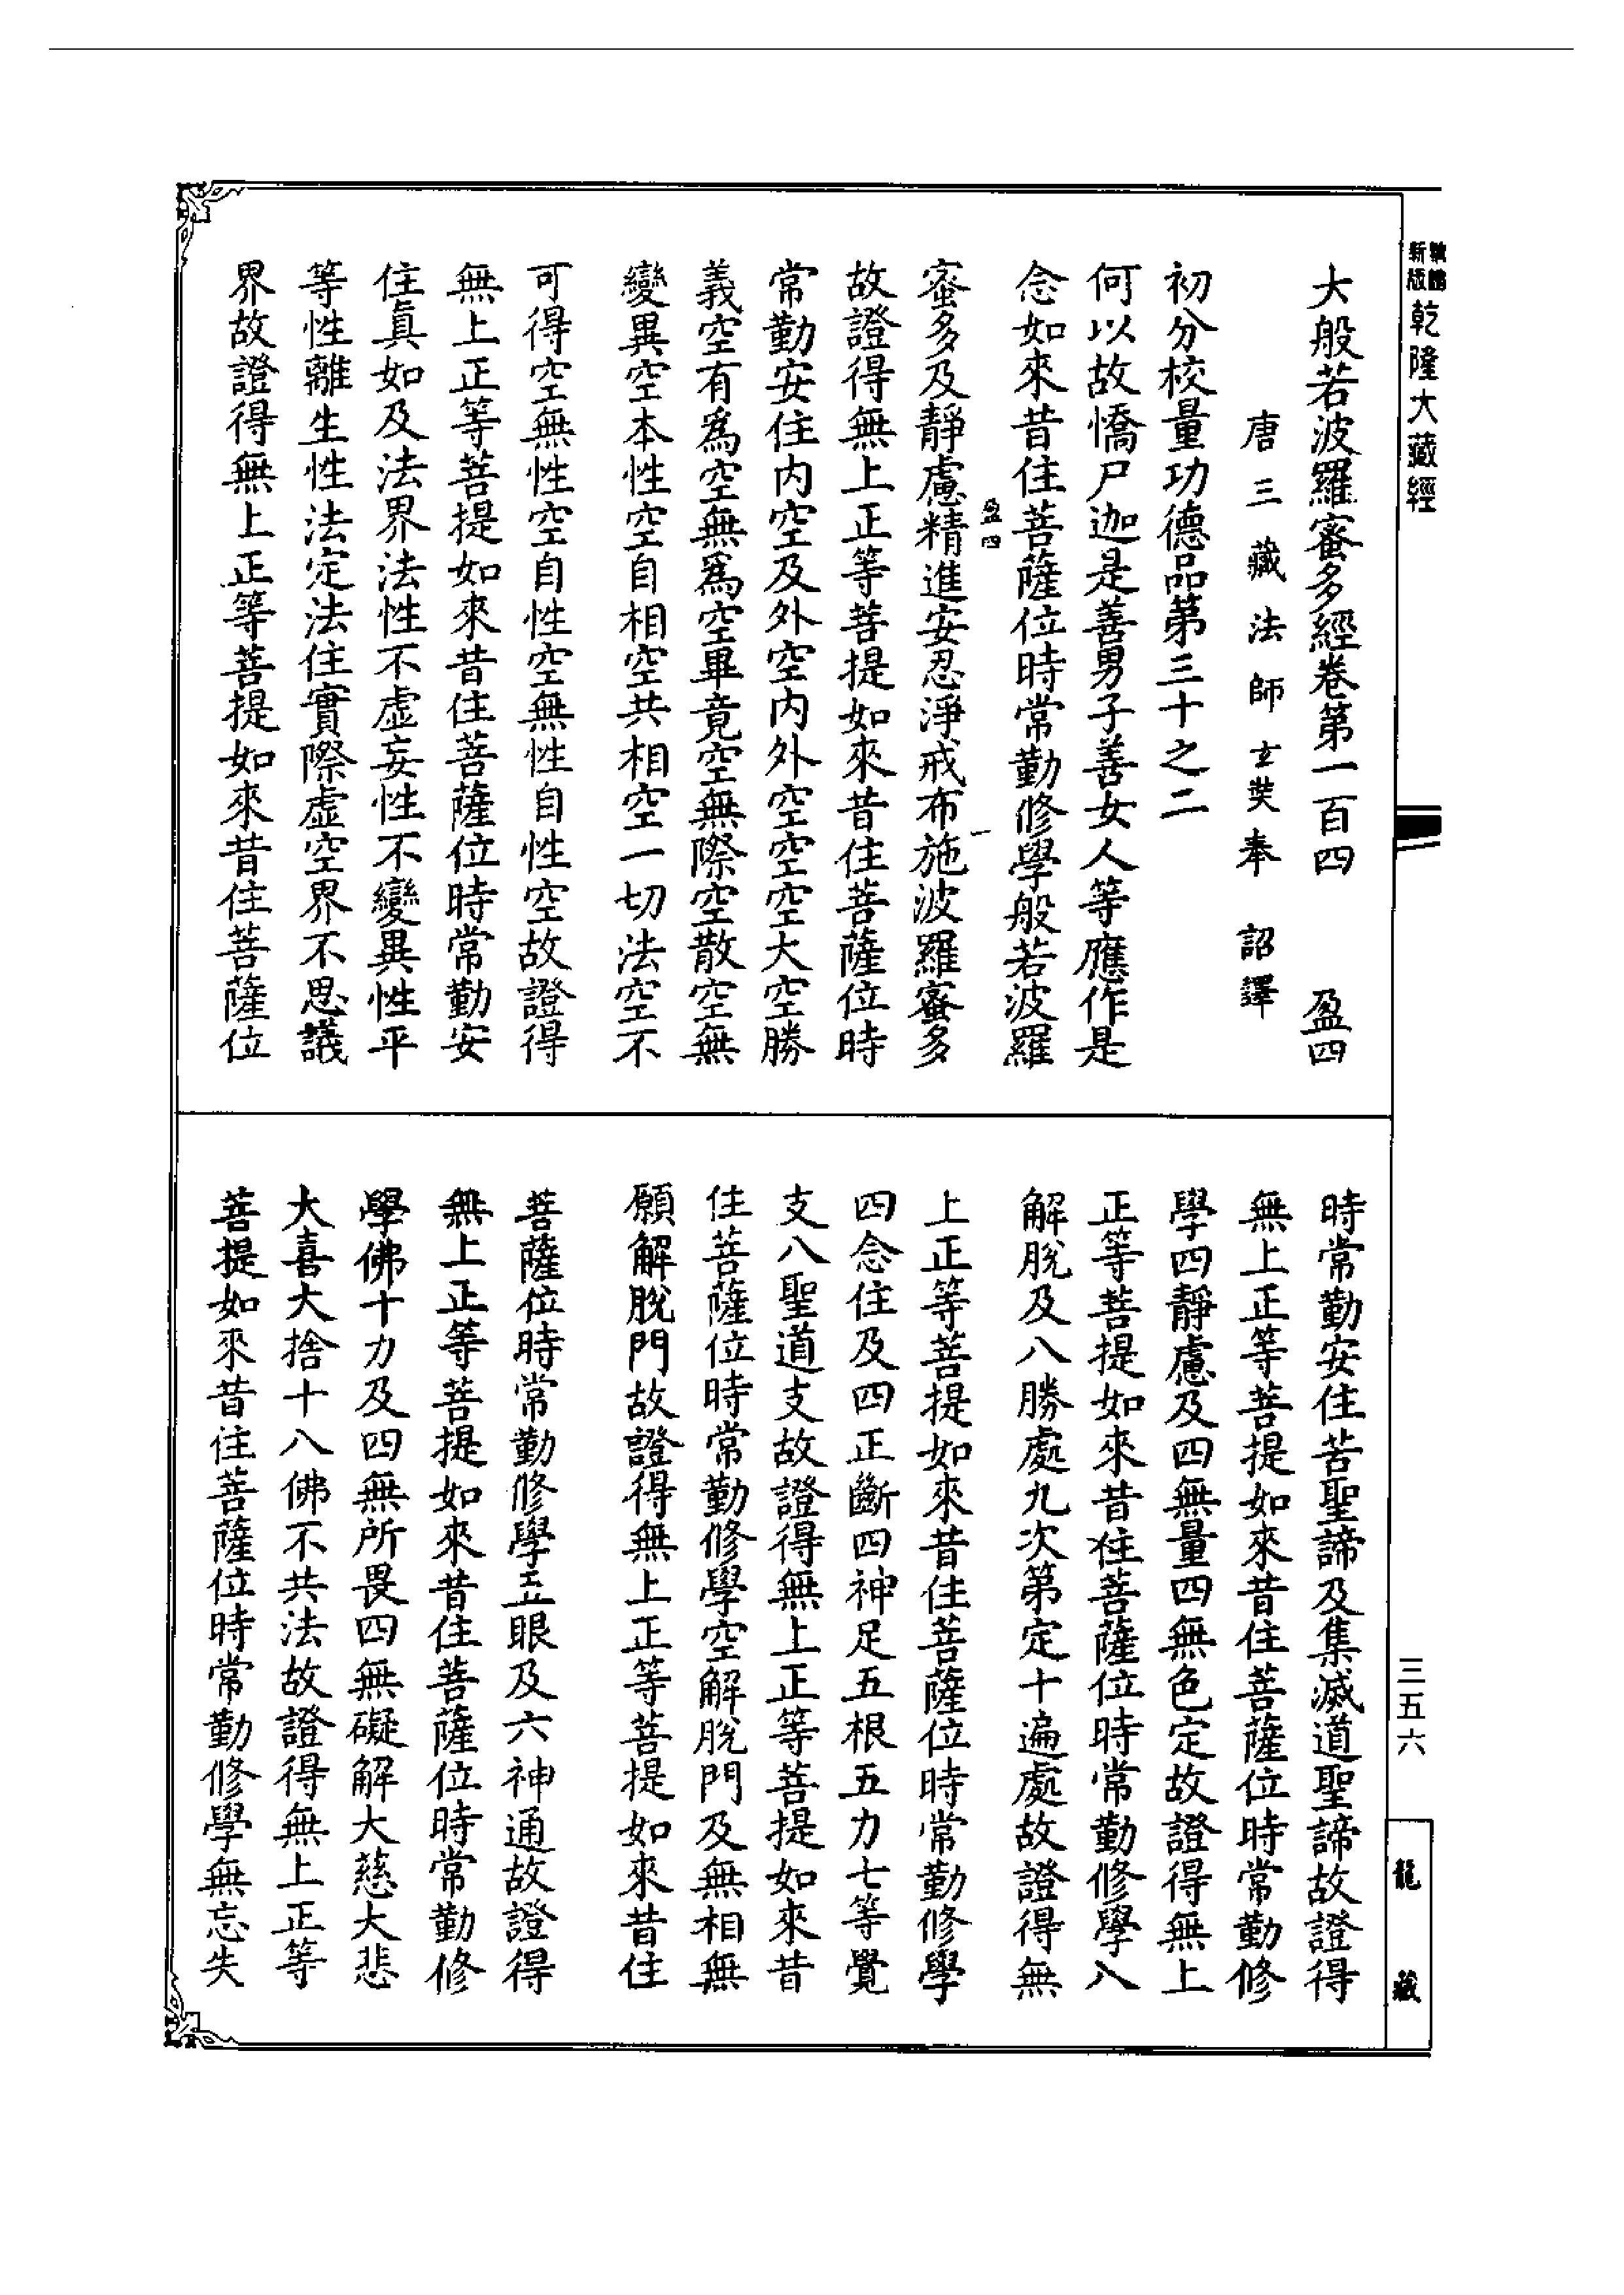 新版
乾隆大藏經
大般若波羅蜜多經卷第一百四　盈四
唐三藏法師玄奘奉　詔譯
初分校量功德品第三十之二
何以故憍尸迦是善男子善女人等應作是
念如來昔住菩薩位時常勤修學般若波羅
盈四
一
蜜多及靜慮精進安忍淨戒布施波羅蜜多
故證得無上正等菩提如來昔住菩薩位時
常勤安住內空及外空內外空空空大空勝
義空有為空無為空畢竟空無際空散空無
變異空本性空自相空共相空一切法空不
可得空無性空自性空無性自性空故證得
無上正等菩提如來昔住菩薩位時常勤安
住真如及法界法性不虛妄性不變異性平
等性離生性法定法住實際虛空界不思議
界故證得無上正等菩提如來昔住菩薩位
時常勤安住苦聖諦及集滅道聖諦故證得
無上正等菩提如來昔住菩薩位時常勤修
學四靜慮及四無量四無色定故證得無上
正等菩提如來昔住菩薩位時常勤修學八
解脫及八勝處九次第定十遍處故證得無
上正等菩提如來昔住菩薩位時常勤修學
四念住及四正斷四神足五根五力七等覺
支八聖道支故證得無上正等菩提如來昔
住菩薩位時常勤修學空解脫門及無相無
願解脫門故證得無上正等菩提如來昔住
菩薩位時常勤修學五眼及六神通故證得
無上正等菩提如來昔住菩薩位時常勤修
學佛十力及四無所畏四無礙解大慈大悲
大喜大捨十八佛不共法故證得無上正等
菩提如來昔住菩薩位時常勤修學無忘失
三五六
龍藏